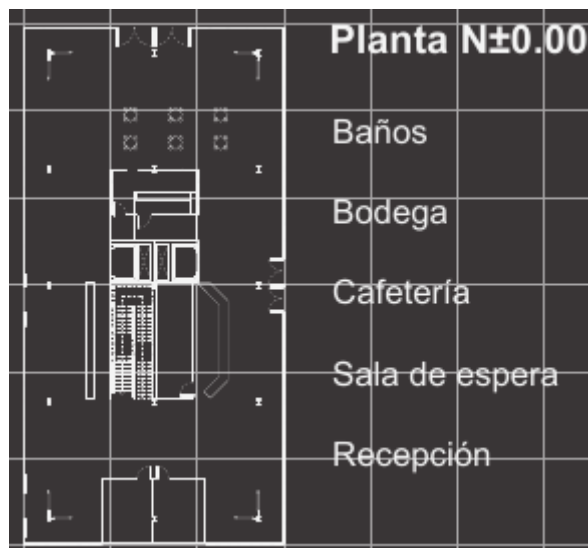 Planta N±0.00
Baños
Bodega
Cafetería
Sala de espera
Recepción